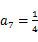 a₇ = 1/4